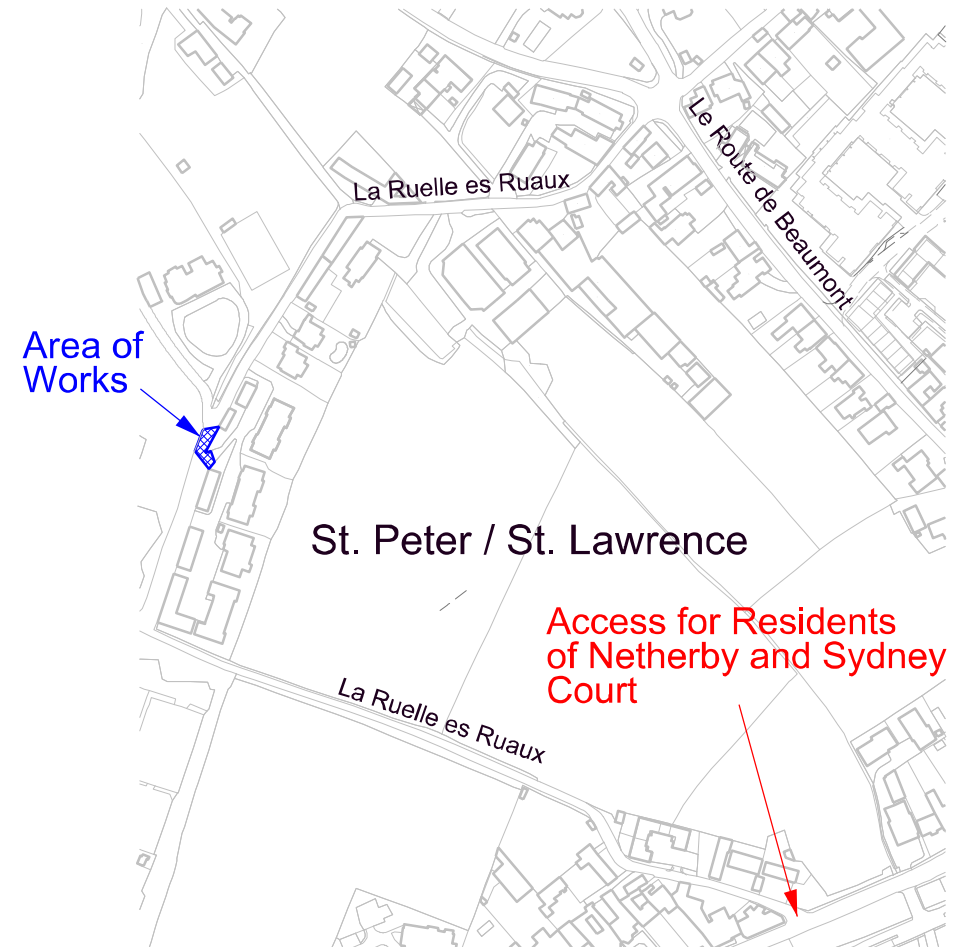 La Ruelle es Ruaux
Le Route de Beaumont
Area of
Works
St. Peter / St. Lawrence
Access for Residents
of Netherby and Sydney
Court
La Ruelle es Ruaux